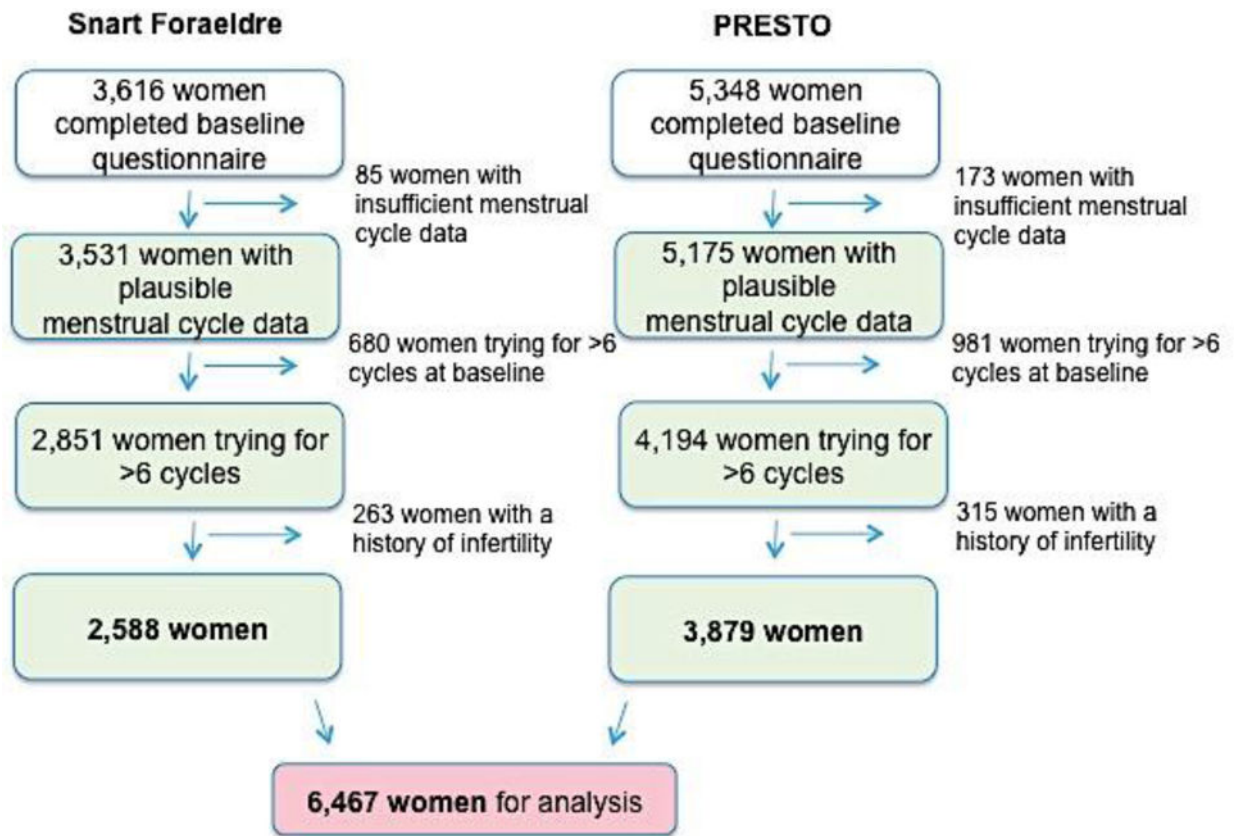 Snart Foraeldre
3,616 women
completed baseline
questionnaire
85 women with
insufficient menstrual
cycle data
3,531 women with
plausible
menstrual cycle data
680 women trying for >6
cycles at baseline
2,851 women trying for
>6 cycles
263 women with a
history of infertility
2,588 women
PRESTO
5,348 women
completed baseline
questionnaire
173 women with
insufficient menstrual
cycle data
5,175 women with
plausible
menstrual cycle data
981 women trying for >6
cycles at baseline
4,194 women trying for
>6 cycles
315 women with a
history of infertility
3,879 women
6,467 women for analysis